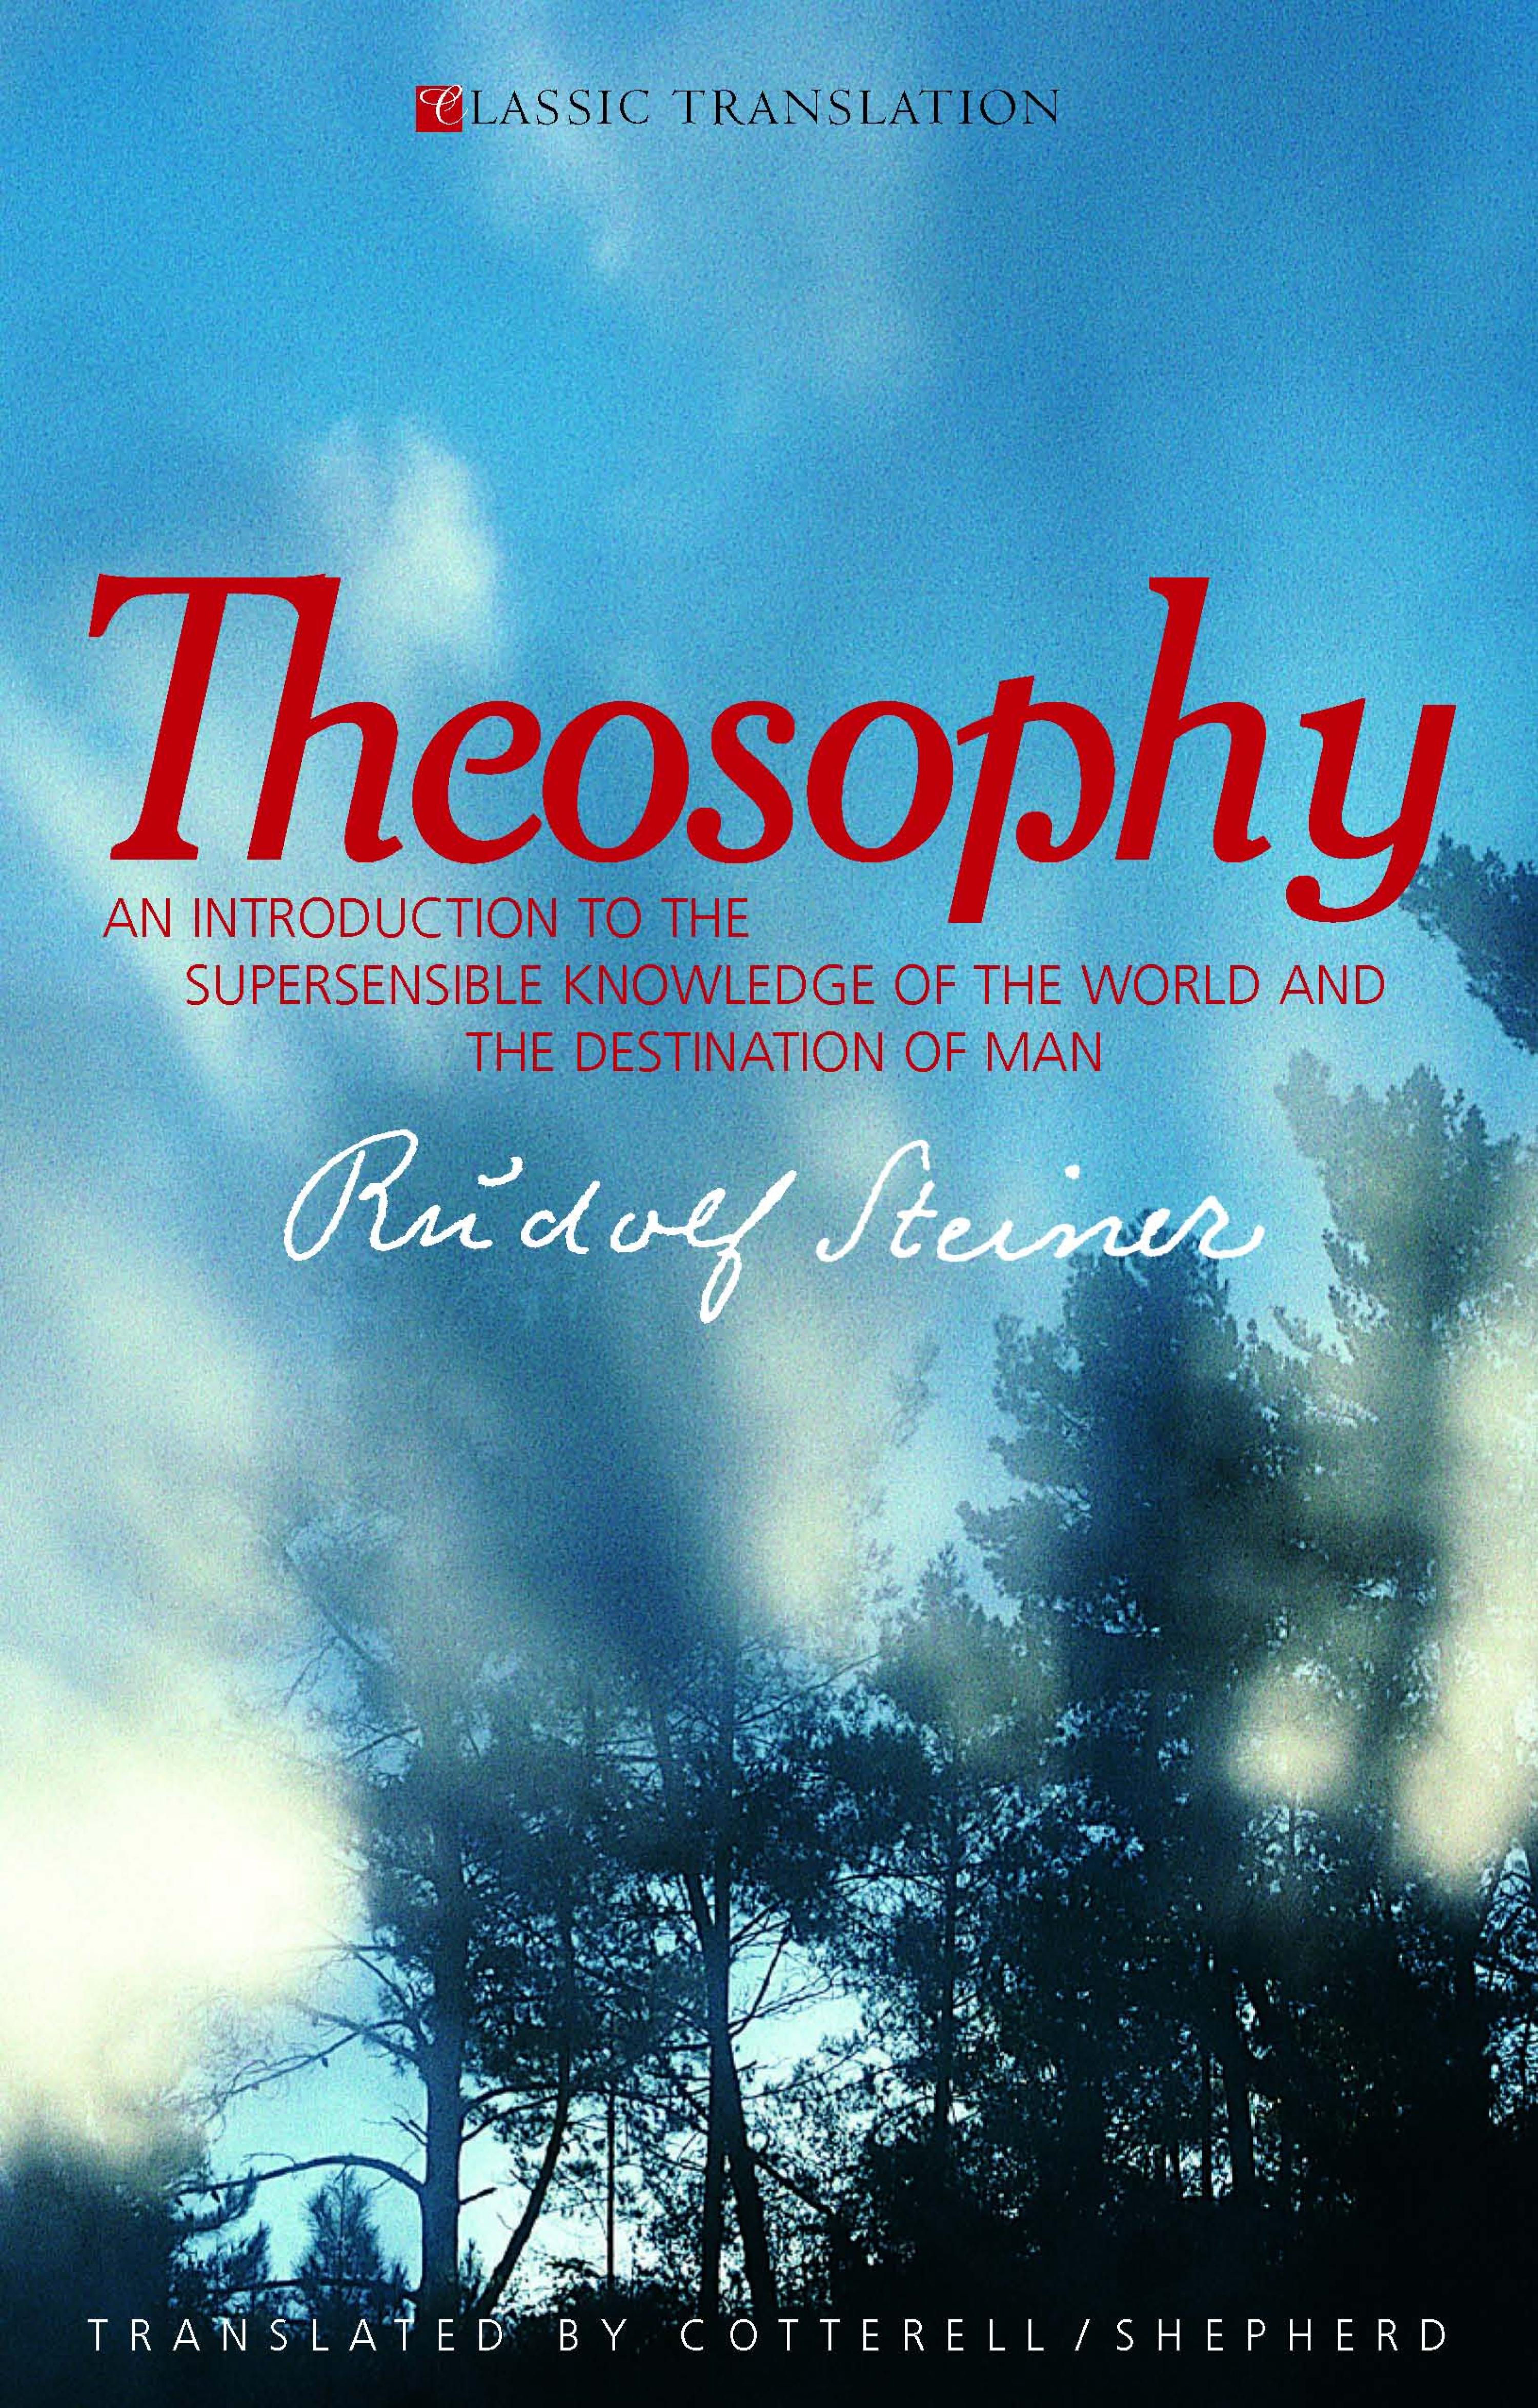 CLASSIC TRANSLATION
Theosophy
AN INTRODUCTION TO THE
SUPERSENSIBLE KNOWLEDGE OF THE WORLD AND
THE DESTINATION OF MAN
Rudolf Steiner
TRANSLATED BY COTTERELL/SHEPHERD